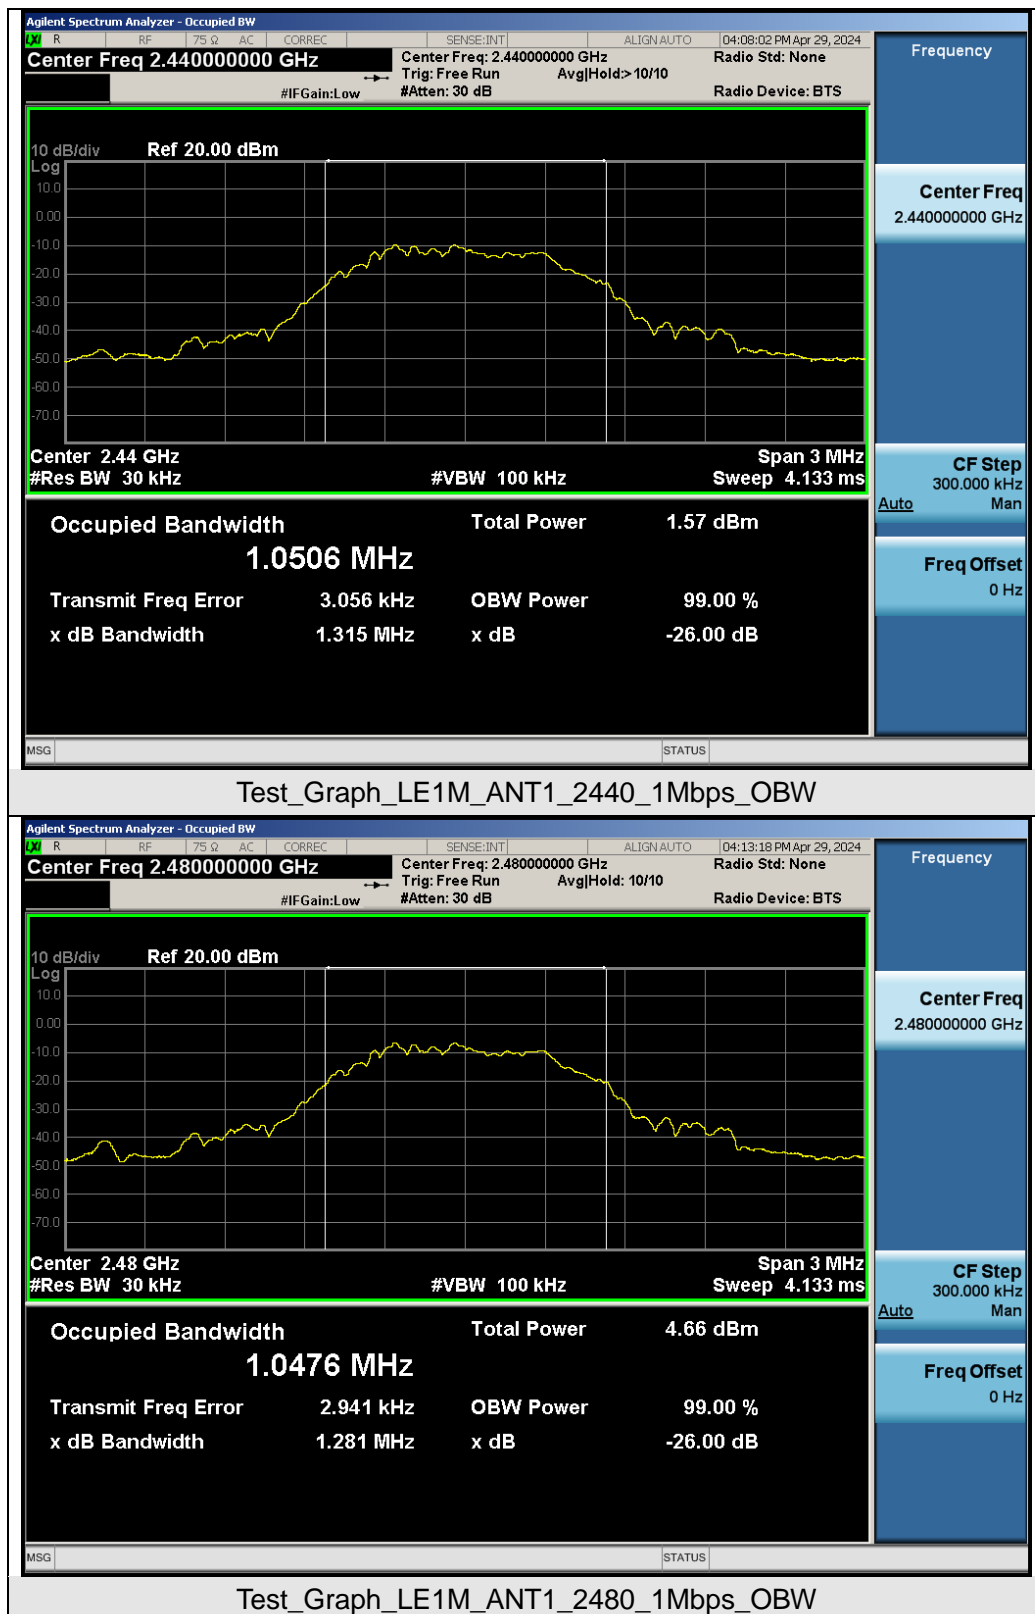 Agilent Spectrum Analyzer - Occupied BW
LXI R RF 75 Ω AC CORREC SENSE:INT ALIGN AUTO 04:08:02 PM Apr 29, 2024
Center Freq 2.440000000 GHz
Center Freq: 2.440000000 GHz Radio Std: None
Trig: Free Run Avg|Hold:> 10/10
#IFGain:Low #Atten: 30 dB Radio Device: BTS
Frequency
10 dB/div Ref 20.00 dBm
Log
10.0
0.00
-10.0
-20.0
-30.0
-40.0
-50.0
-60.0
-70.0
Center 2.44 GHz Span 3 MHz
#Res BW 30 kHz #VBW 100 kHz Sweep 4.133 ms
Center Freq
2.440000000 GHz
CF Step
300.000 kHz
Auto Man
Freq Offset
0 Hz
Occupied Bandwidth Total Power 1.57 dBm
1.0506 MHz
Transmit Freq Error 3.056 kHz OBW Power 99.00 %
x dB Bandwidth 1.315 MHz x dB -26.00 dB
MSG STATUS
Test_Graph_LE1M_ANT1_2440_1Mbps_OBW
Agilent Spectrum Analyzer - Occupied BW
LXI R RF 75 Ω AC CORREC SENSE:INT ALIGN AUTO 04:13:18 PM Apr 29, 2024
Center Freq 2.480000000 GHz
Center Freq: 2.480000000 GHz Radio Std: None
Trig: Free Run Avg|Hold: 10/10
#IFGain:Low #Atten: 30 dB Radio Device: BTS
Frequency
10 dB/div Ref 20.00 dBm
Log
10.0
0.00
-10.0
-20.0
-30.0
-40.0
-50.0
-60.0
-70.0
Center 2.48 GHz Span 3 MHz
#Res BW 30 kHz #VBW 100 kHz Sweep 4.133 ms
Center Freq
2.480000000 GHz
CF Step
300.000 kHz
Auto Man
Freq Offset
0 Hz
Occupied Bandwidth Total Power 4.66 dBm
1.0476 MHz
Transmit Freq Error 2.941 kHz OBW Power 99.00 %
x dB Bandwidth 1.281 MHz x dB -26.00 dB
MSG STATUS
Test_Graph_LE1M_ANT1_2480_1Mbps_OBW